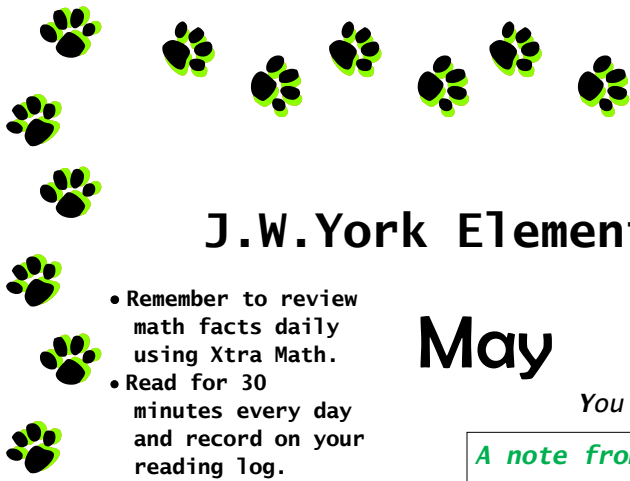 J.W.York Elemen
• Remember to review
math facts daily
using Xtra Math.
• Read for 30
minutes every day
and record on your
reading log.
May
You
A note from